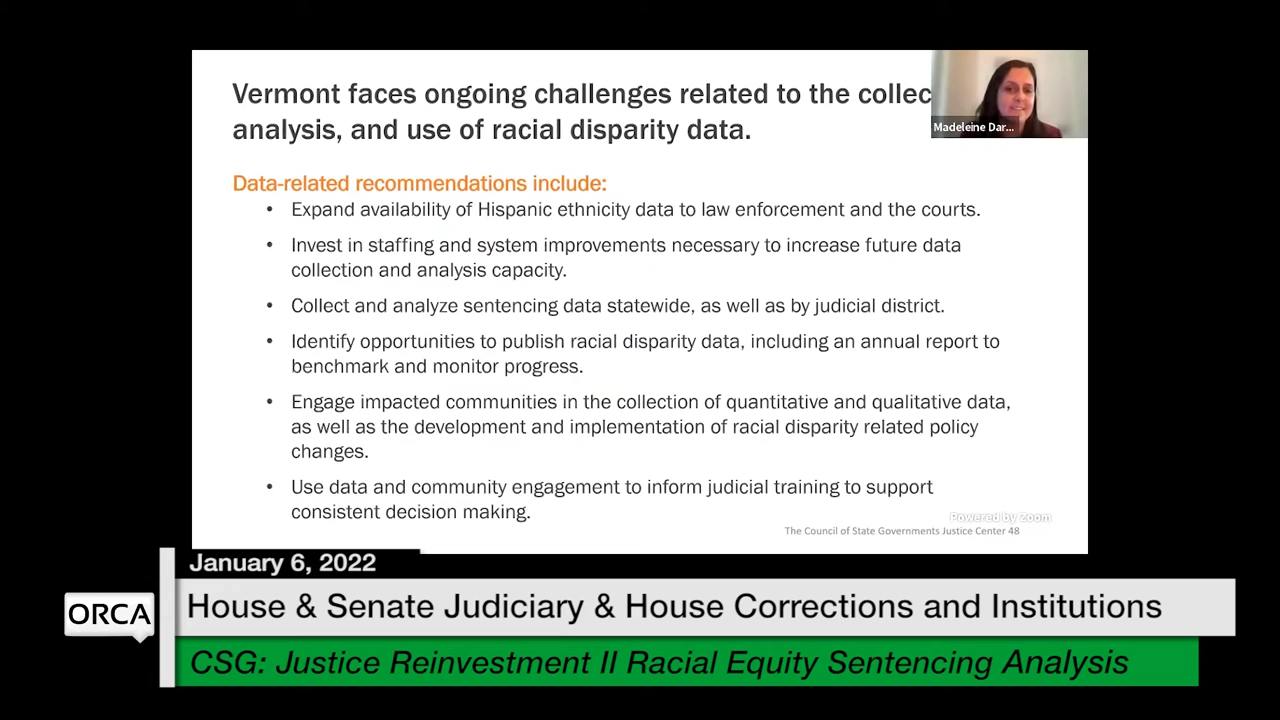 Vermont faces ongoing challenges related to the collec
analysis, and use of racial disparity data.
Madeleine Dar...
Data-related recommendations include:
• Expand availability of Hispanic ethnicity data to law enforcement and the courts.
• Invest in staffing and system improvements necessary to increase future data
collection and analysis capacity.
• Collect and analyze sentencing data statewide, as well as by judicial district.
• Identify opportunities to publish racial disparity data, including an annual report to
benchmark and monitor progress.
• Engage impacted communities in the collection of quantitative and qualitative data,
as well as the development and implementation of racial disparity related policy
changes.
• Use data and community engagement to inform judicial training to support
consistent decision making.
Powered by Zoom
The Council of State Governments Justice Center 48
January 6, 2022
ORCA
House & Senate Judiciary & House Corrections and Institutions
CSG: Justice Reinvestment II Racial Equity Sentencing Analysis